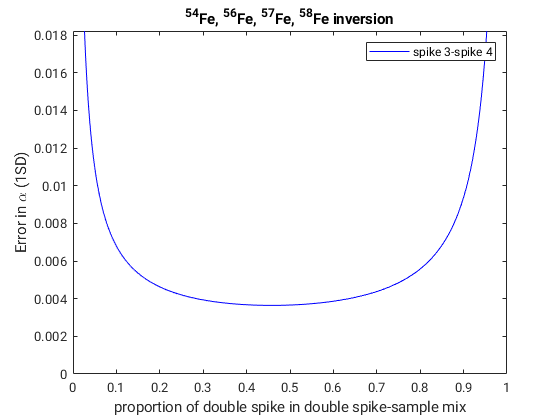 ⁵⁴Fe, ⁵⁶Fe, ⁵⁷Fe, ⁵⁸Fe inversion
spike 3-spike 4
Error in α (1SD)
0.018
0.016
0.014
0.012
0.01
0.008
0.006
0.004
0.002
0
0 0.1 0.2 0.3 0.4 0.5 0.6 0.7 0.8 0.9 1
proportion of double spike in double spike-sample mix